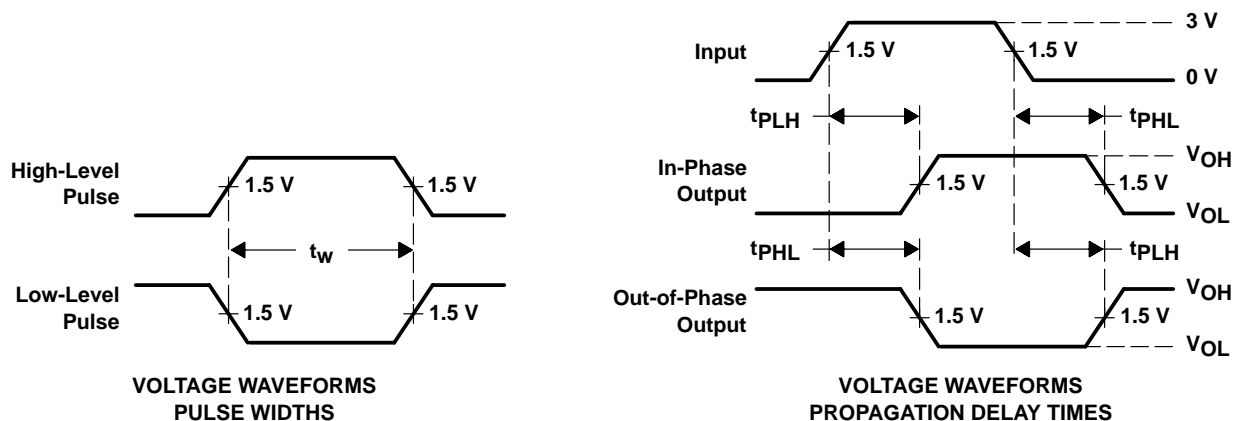 High-Level
Pulse
1.5 V
1.5 V
tw
Low-Level
Pulse
1.5 V
1.5 V
VOLTAGE WAVEFORMS
PULSE WIDTHS
Input
1.5 V
1.5 V
3 V
0 V
tPLH
tPHL
In-Phase
Output
1.5 V
1.5 V
VOH
VOL
tPHL
tPLH
Out-of-Phase
Output
1.5 V
1.5 V
VOH
VOL
VOLTAGE WAVEFORMS
PROPAGATION DELAY TIMES